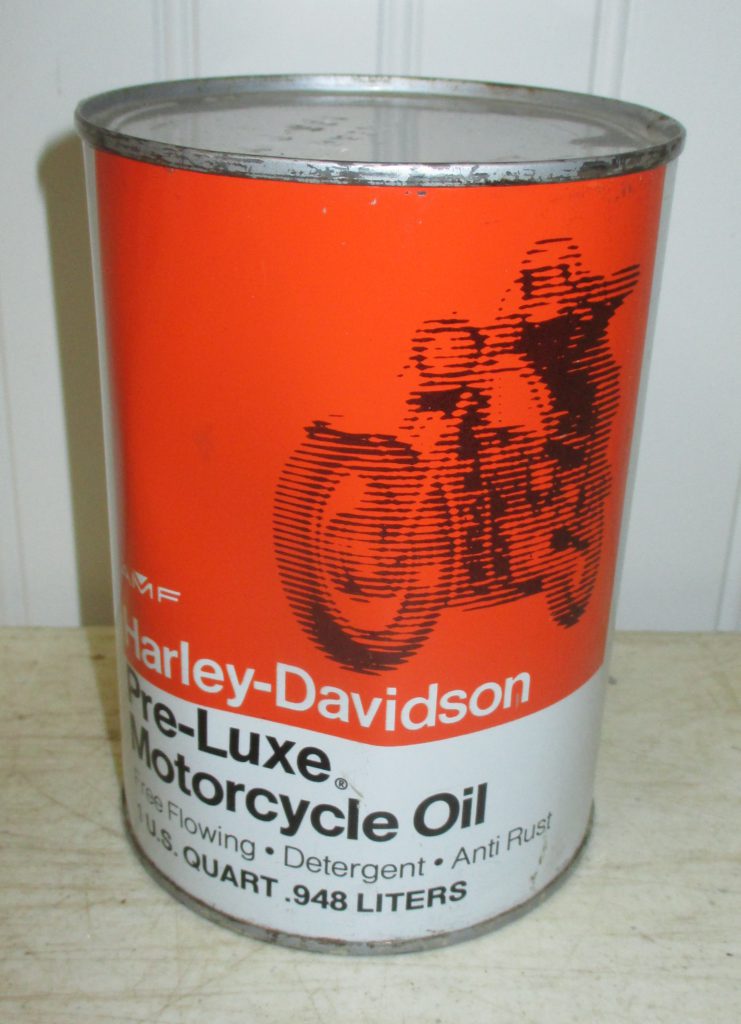 AMF
Harley-Davidson
Pre-Luxe®
Motorcycle Oil
Free Flowing • Detergent • Anti Rust
1 U.S. QUART .948 LITERS